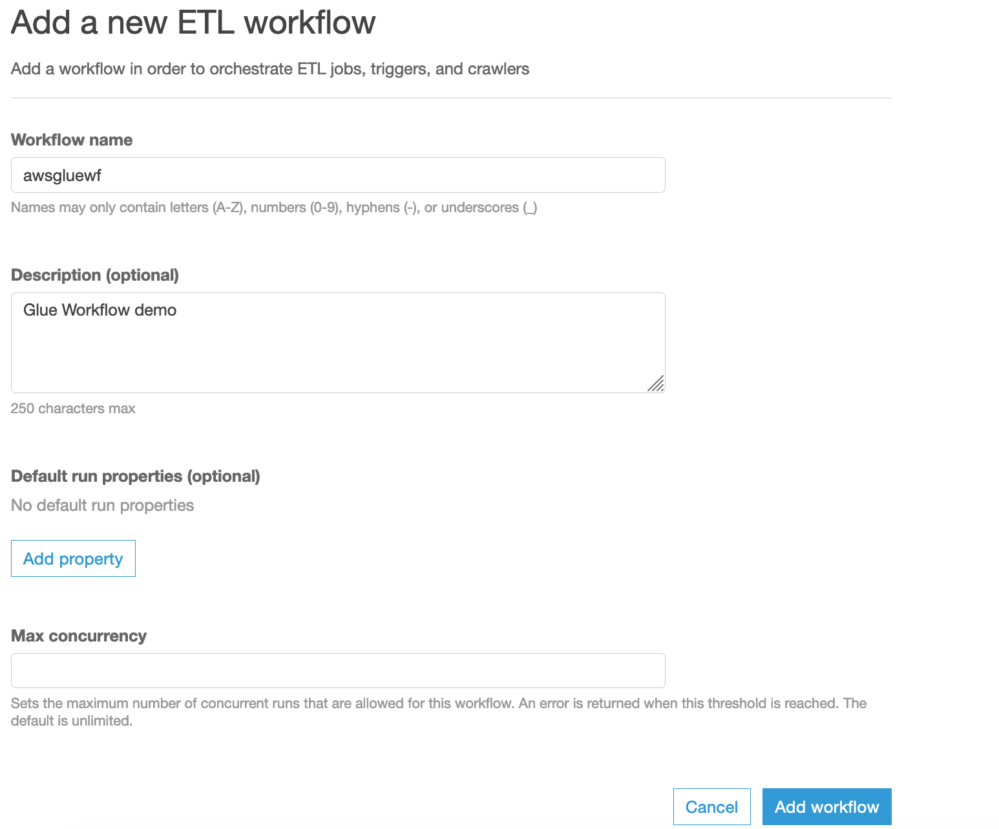 Add a new ETL workflow
Add a workflow in order to orchestrate ETL jobs, triggers, and crawlers
Workflow name
awsgluewf
Names may only contain letters (A-Z), numbers (0-9), hyphens (-), or underscores (_)
Description (optional)
Glue Workflow demo
250 characters max
Default run properties (optional)
No default run properties
Add property
Max concurrency
Sets the maximum number of concurrent runs that are allowed for this workflow. An error is returned when this threshold is reached. The
default is unlimited.
Cancel
Add workflow